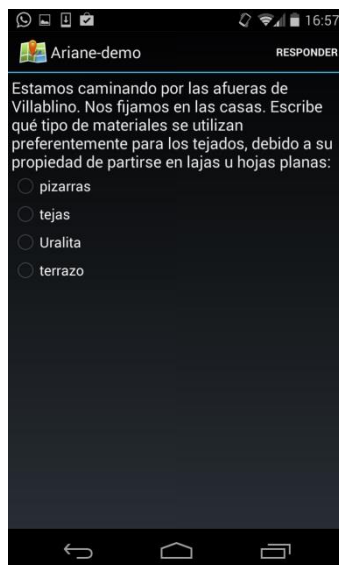 16:57
Ariane-demo
RESPONDER
Estamos caminando por las afueras de
Villablino. Nos fijamos en las casas. Escribe
qué tipo de materiales se utilizan
preferentemente para los tejados, debido a su
propiedad de partirse en lajas u hojas planas:
pizarras
tejas
Uralita
terrazo